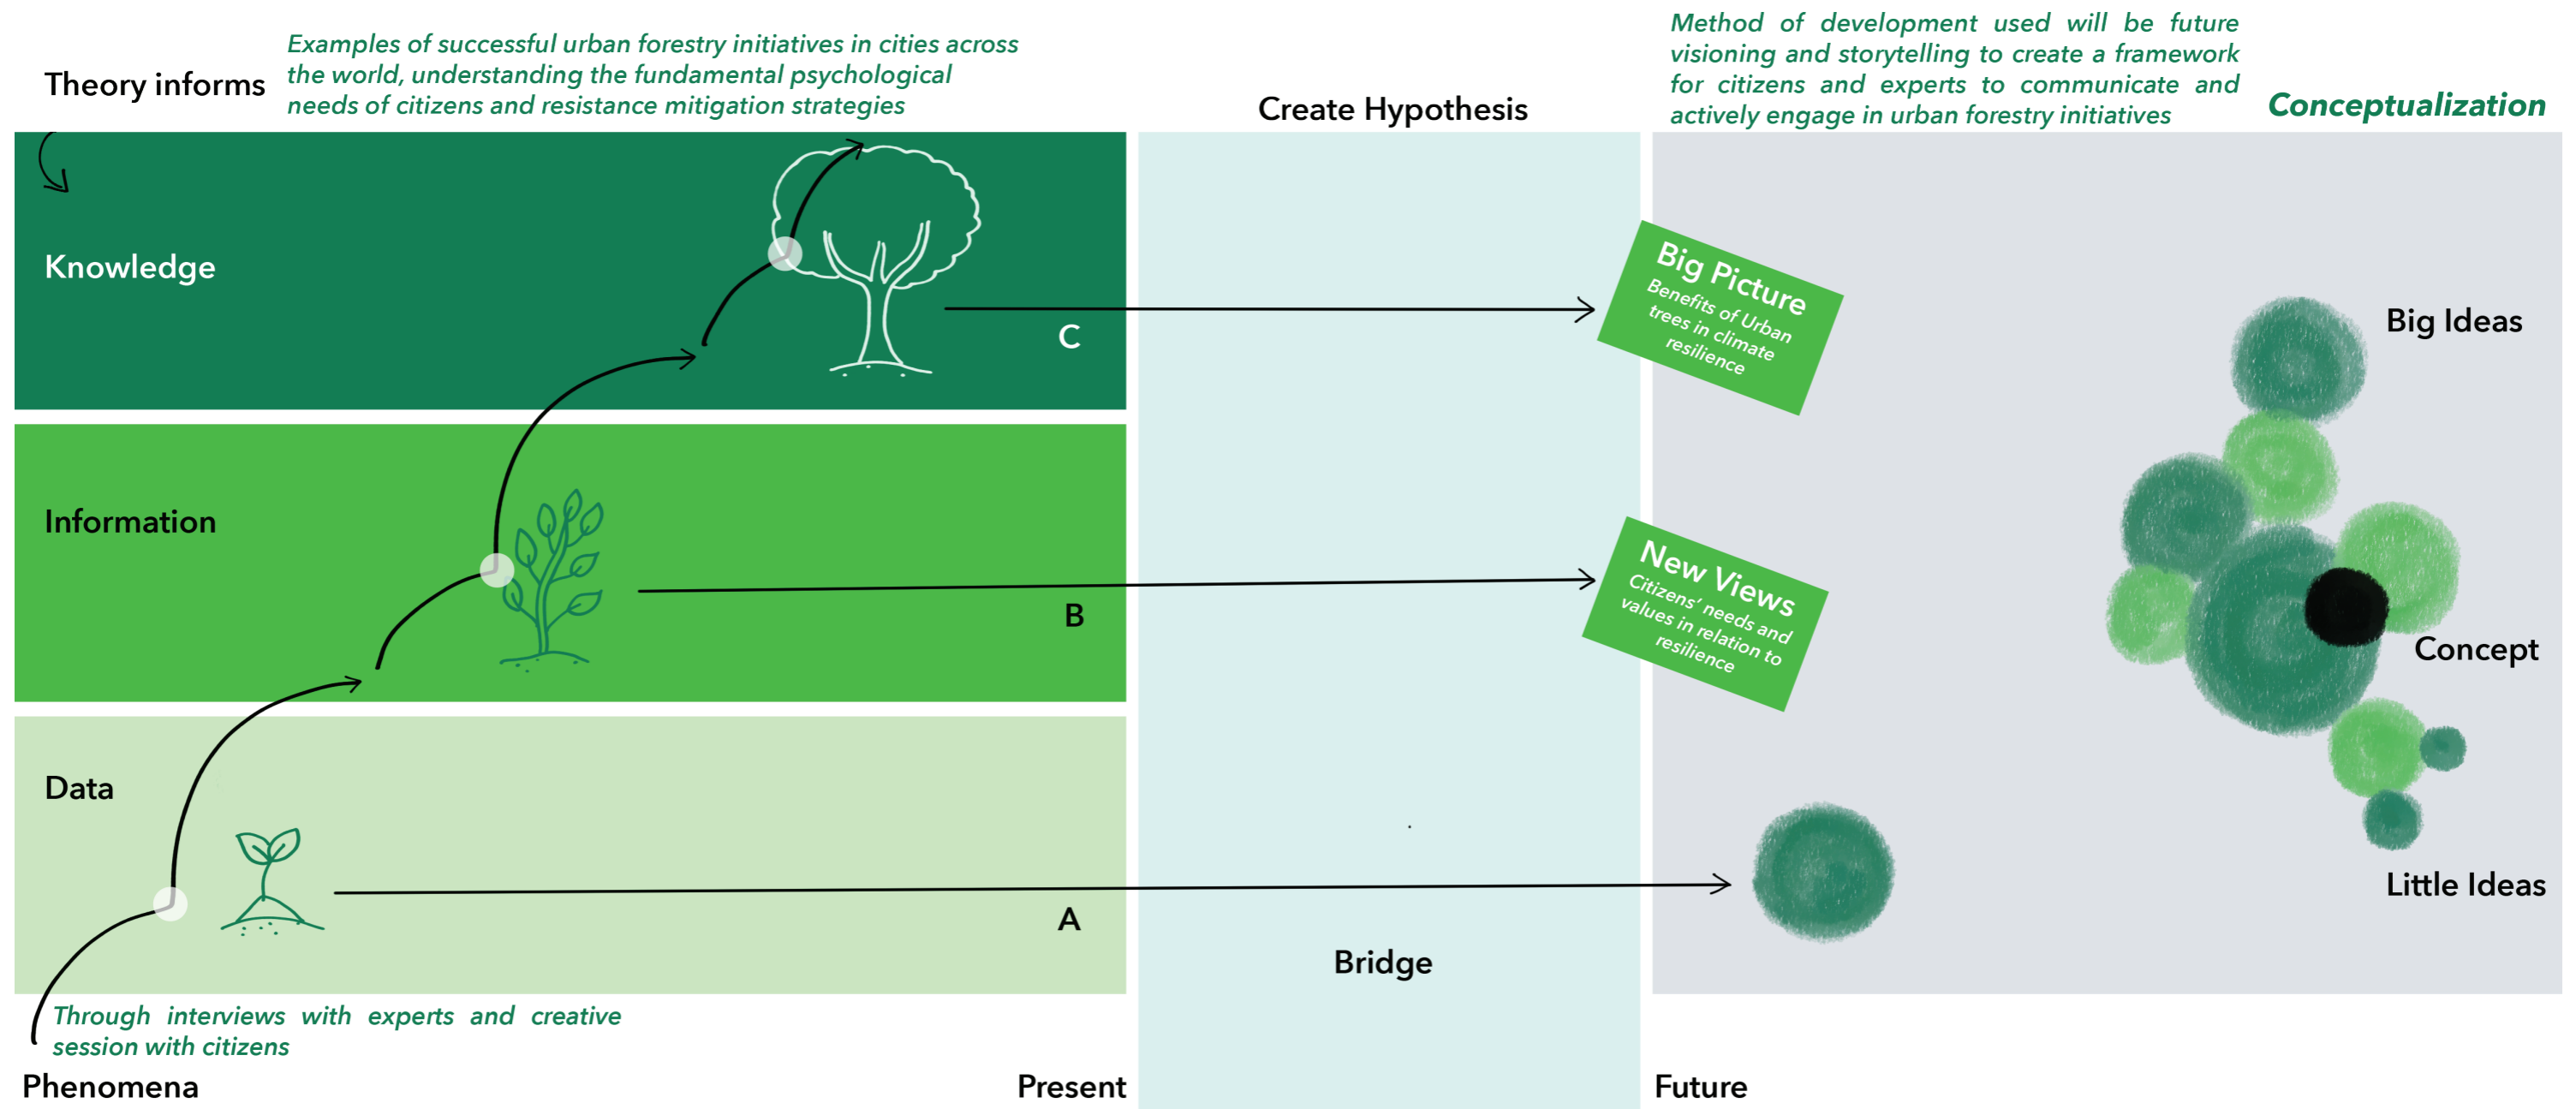 Theory informs
Examples of successful urban forestry initiatives in cities across
the world, understanding the fundamental psychological
needs of citizens and resistance mitigation strategies
Create Hypothesis
Method of development used will be future
visioning and storytelling to create a framework
for citizens and experts to communicate and
actively engage in urban forestry initiatives
Conceptualization
Knowledge
C
Big Picture
Benefits of Urban
trees in climate
resilience
Big Ideas
Information
B
New Views
Citizens' needs and
values in relation to
resilience
Concept
Data
A
Bridge
Little Ideas
Through interviews with experts and creative
session with citizens
Phenomena
Present
Future